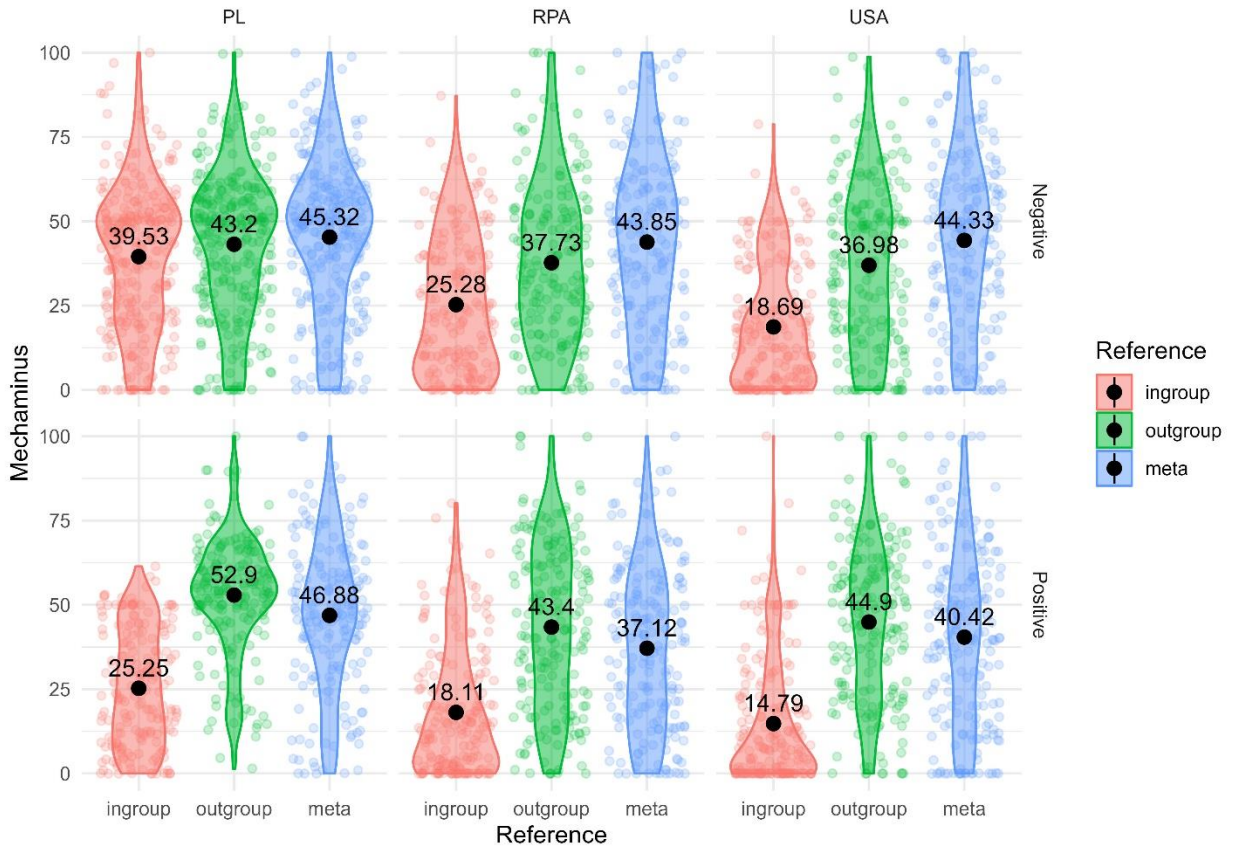 PL RPA USA
Mechaminus
100
75
50
25
0
39.53 43.2 45.32
25.28 37.73 43.85
18.69 36.98 44.33
Negative
100
75
50
25
0
25.25 52.9 46.88
18.11 43.4 37.12
14.79 44.9 40.42
Positive
ingroup outgroup meta ingroup outgroup meta ingroup outgroup meta
Reference
Reference
ingroup
outgroup
meta